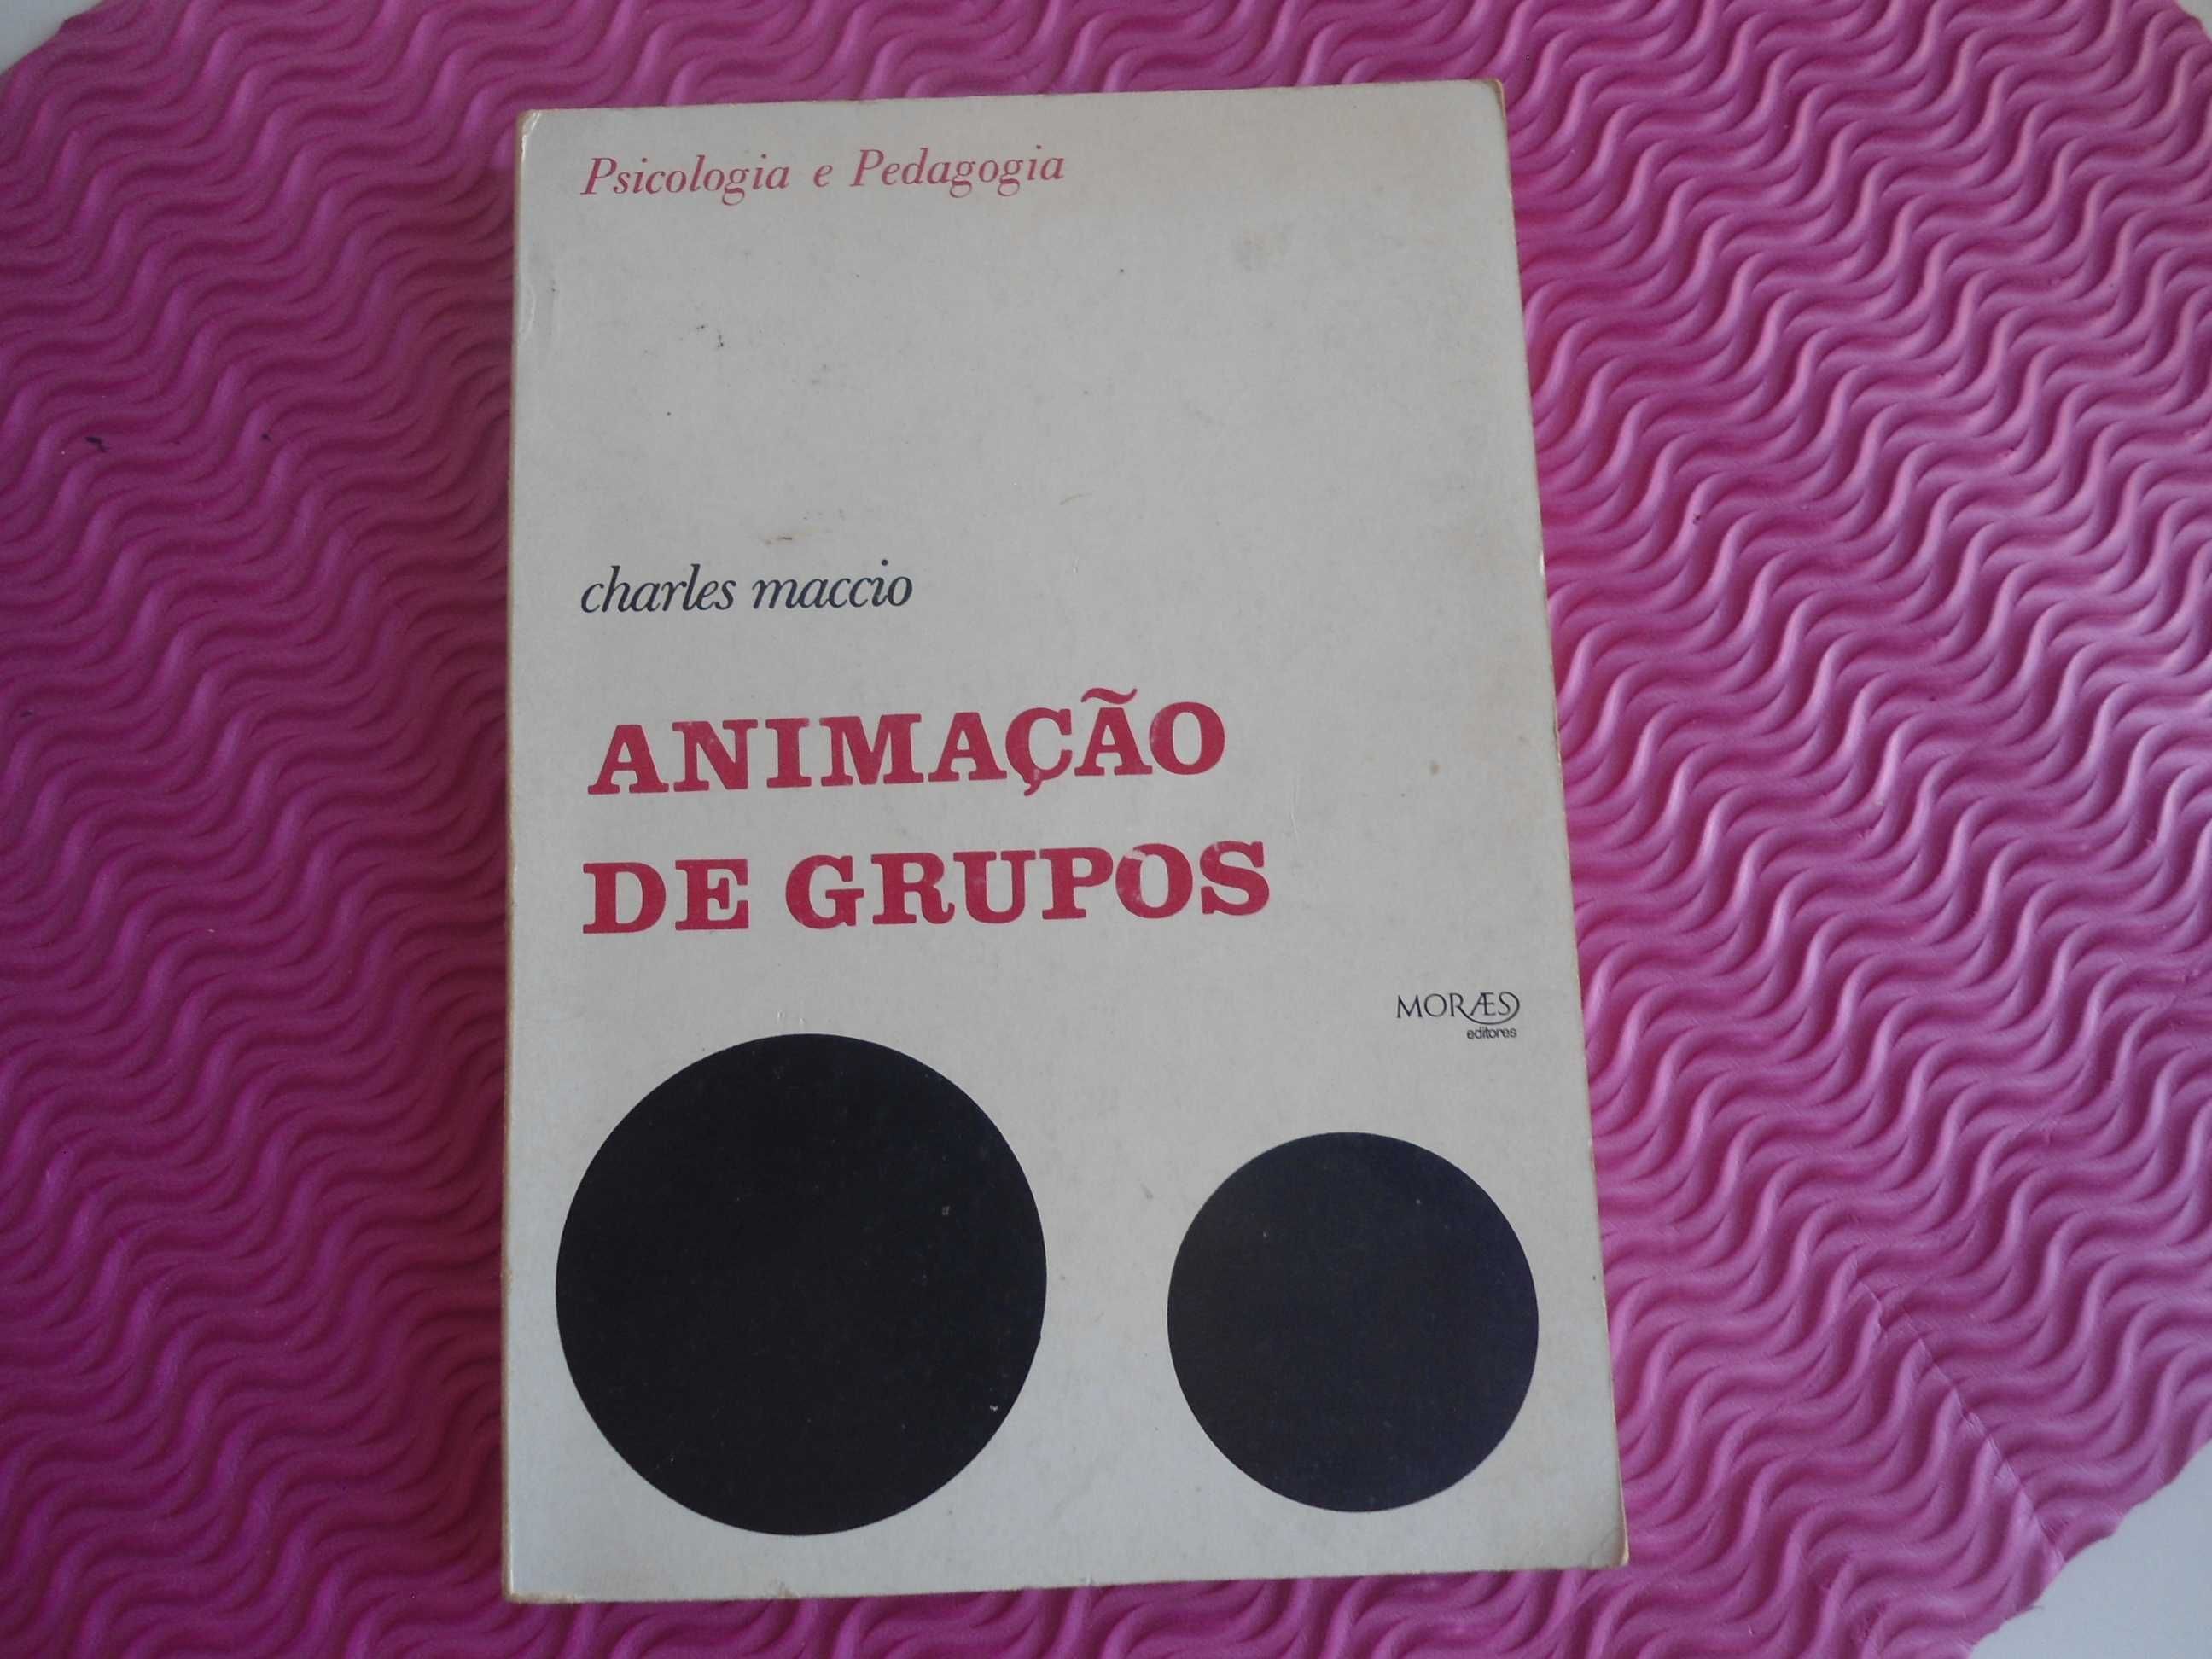 Psicologia e Pedagogia
charles maccio
ANIMAÇÃO
DE GRUPOS
MORÆS
editores